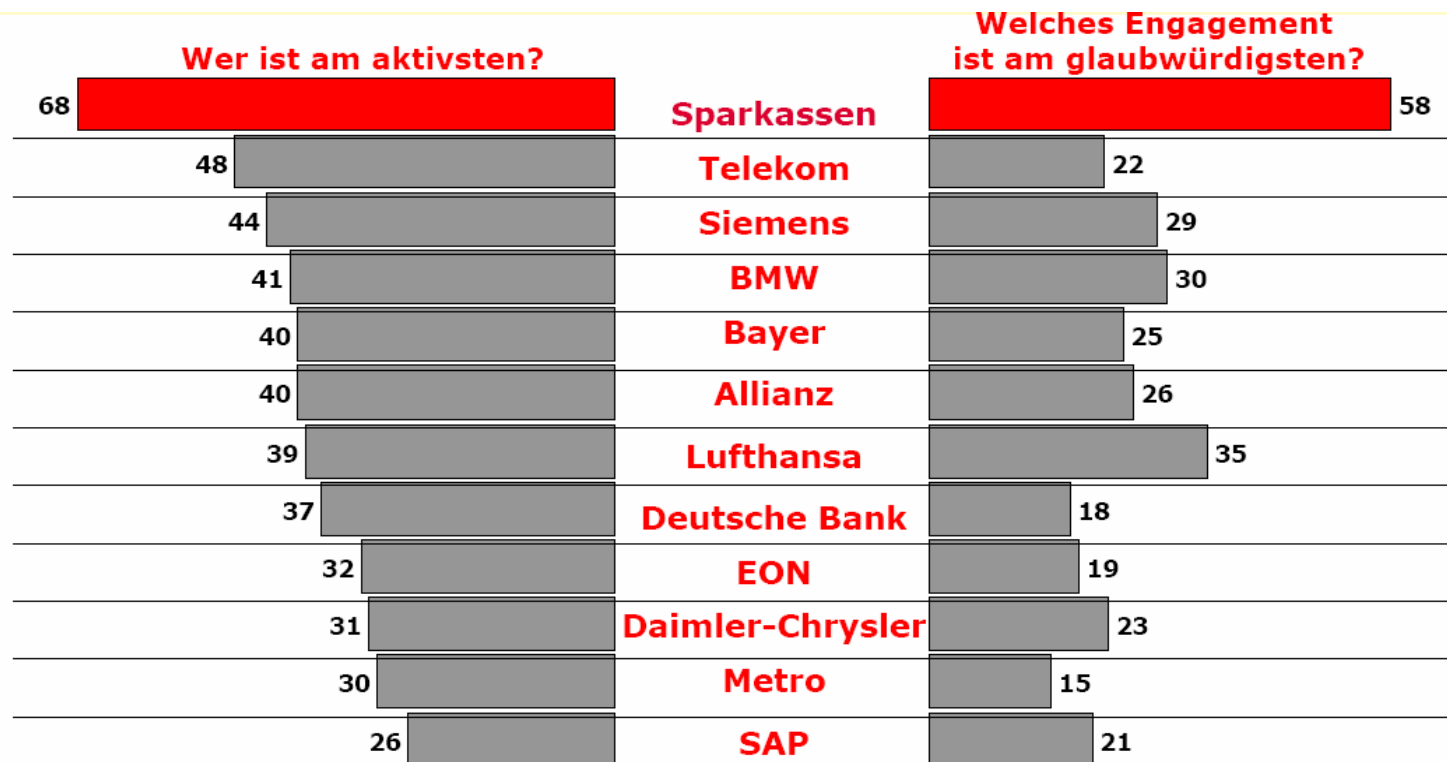 Wer ist am aktivsten?
Welches Engagement
ist am glaubwürdigsten?
68 Sparkassen 58
48 Telekom 22
44 Siemens 29
41 BMW 30
40 Bayer 25
40 Allianz 26
39 Lufthansa 35
37 Deutsche Bank 18
32 EON 19
31 Daimler-Chrysler 23
30 Metro 15
26 SAP 21